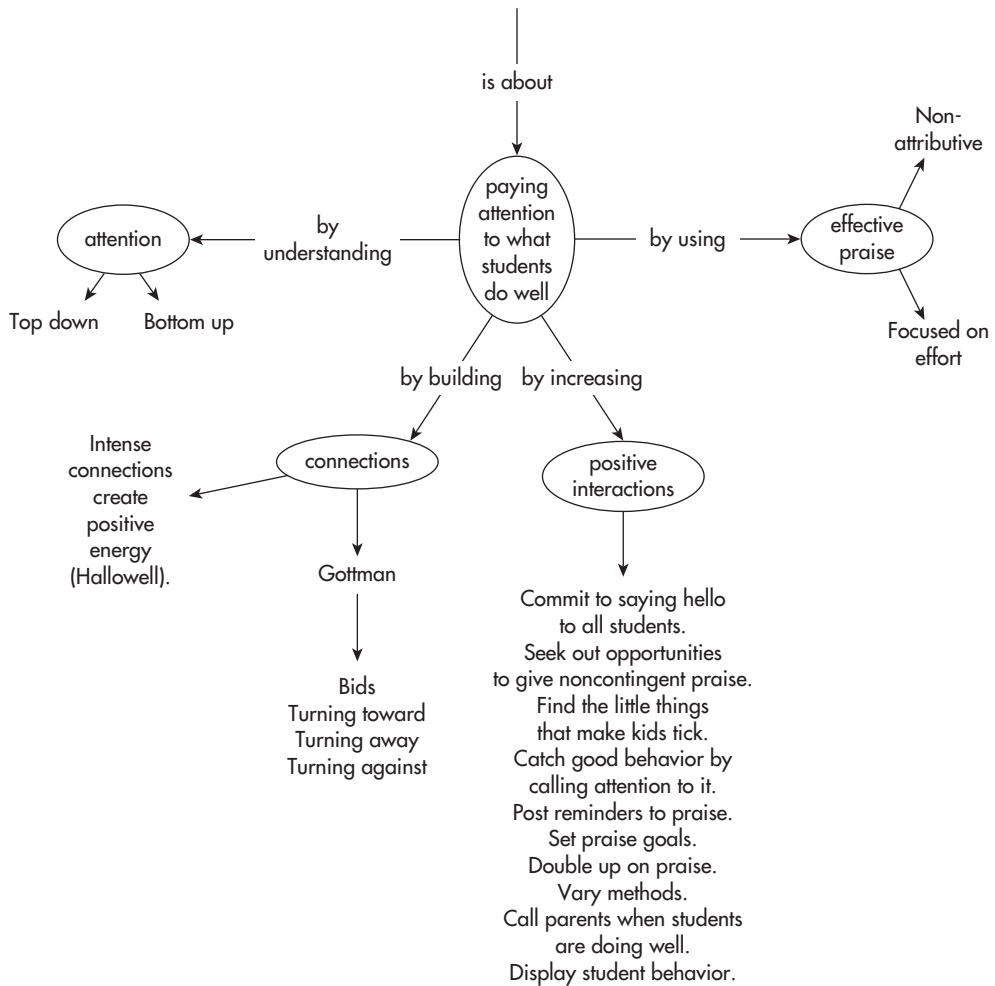 is about
paying
attention
to what
students
do well
by
understanding
attention
Top down
Bottom up
by using
effective
praise
Non-
attributive
Focused on
effort
by building
connections
Intense
connections
create
positive
energy
(Hallowell).
Gottman
Bids
Turning toward
Turning away
Turning against
by increasing
positive
interactions
Commit to saying hello
to all students.
Seek out opportunities
to give noncontingent praise.
Find the little things
that make kids tick.
Catch good behavior by
calling attention to it.
Post reminders to praise.
Set praise goals.
Double up on praise.
Vary methods.
Call parents when students
are doing well.
Display student behavior.